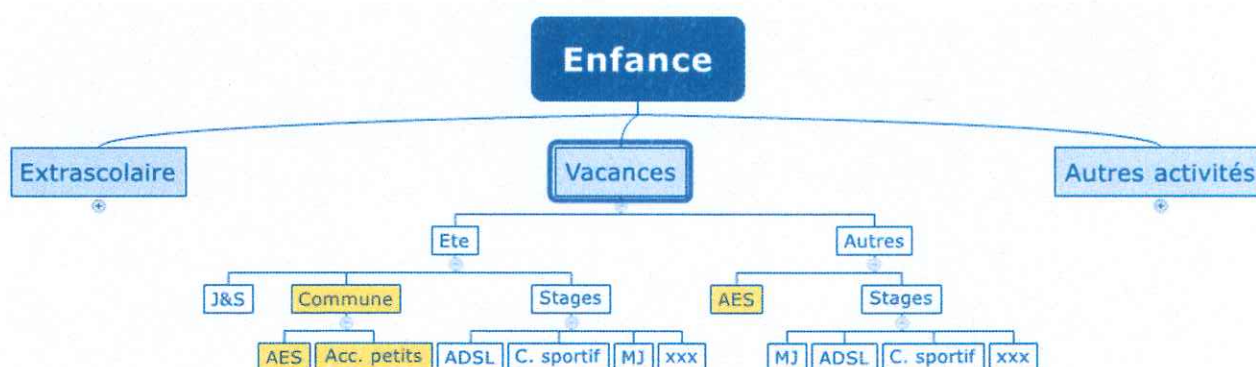 Enfance
Extrascolaire Vacances Autres activités
Ete Autres
J&S Commune Stages AES Stages
AES Acc. petits ADSL C. sportif MJ xxx MJ ADSL C. sportif xxx